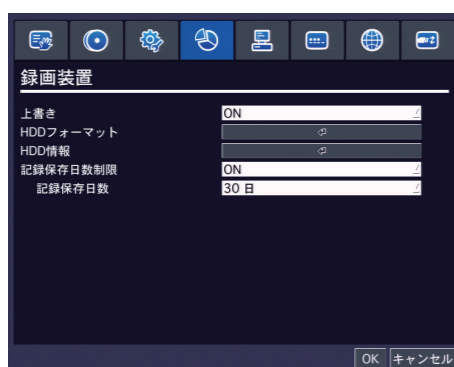 録画装置
上書き ON
HDDフォーマット
HDD情報
記録保存日数制限 ON
記録保存日数 30 日
OK キャンセル